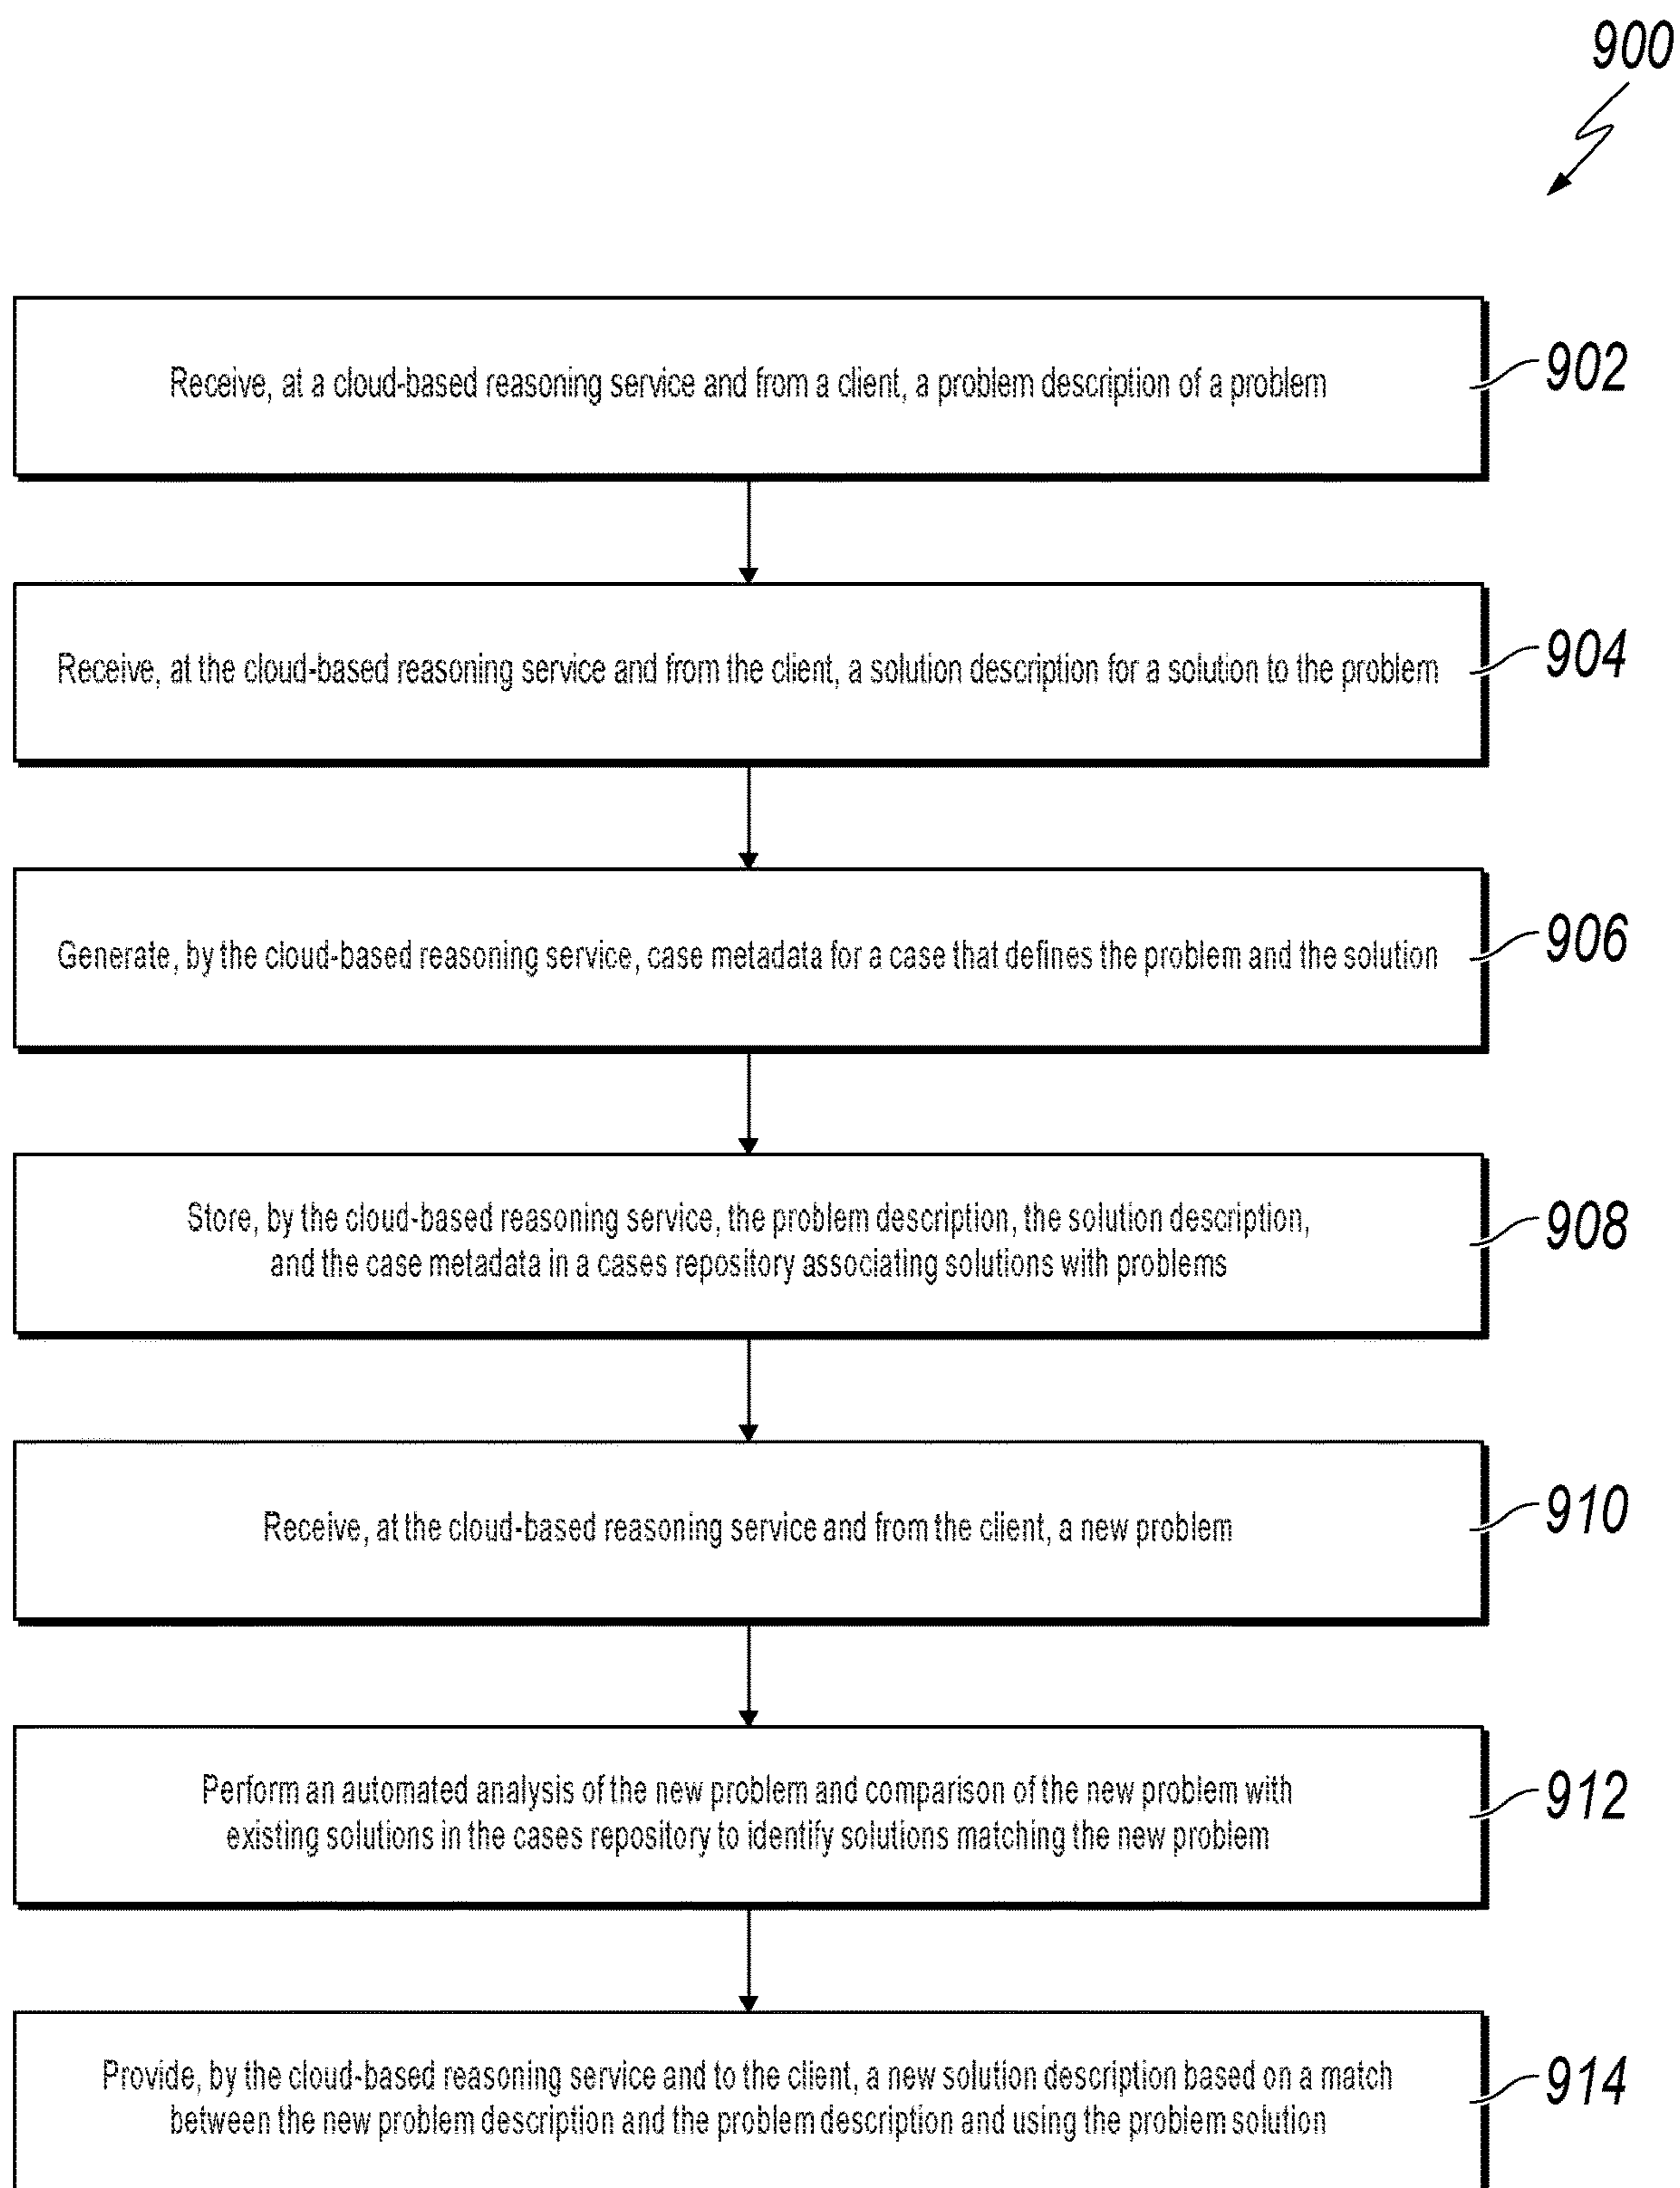 900
Receive, at a cloud-based reasoning service and from a client, a problem description of a problem
902
Receive, at the cloud-based reasoning service and from the client, a solution description for a solution to the problem
904
Generate, by the cloud-based reasoning service, case metadata for a case that defines the problem and the solution
906
Store, by the cloud-based reasoning service, the problem description, the solution description,
and the case metadata in a cases repository associating solutions with problems
908
Receive, at the cloud-based reasoning service and from the client, a new problem
910
Perform an automated analysis of the new problem and comparison of the new problem with
existing solutions in the cases repository to identify solutions matching the new problem
912
Provide, by the cloud-based reasoning service and to the client, a new solution description based on a match
between the new problem description and the problem description and using the problem solution
914